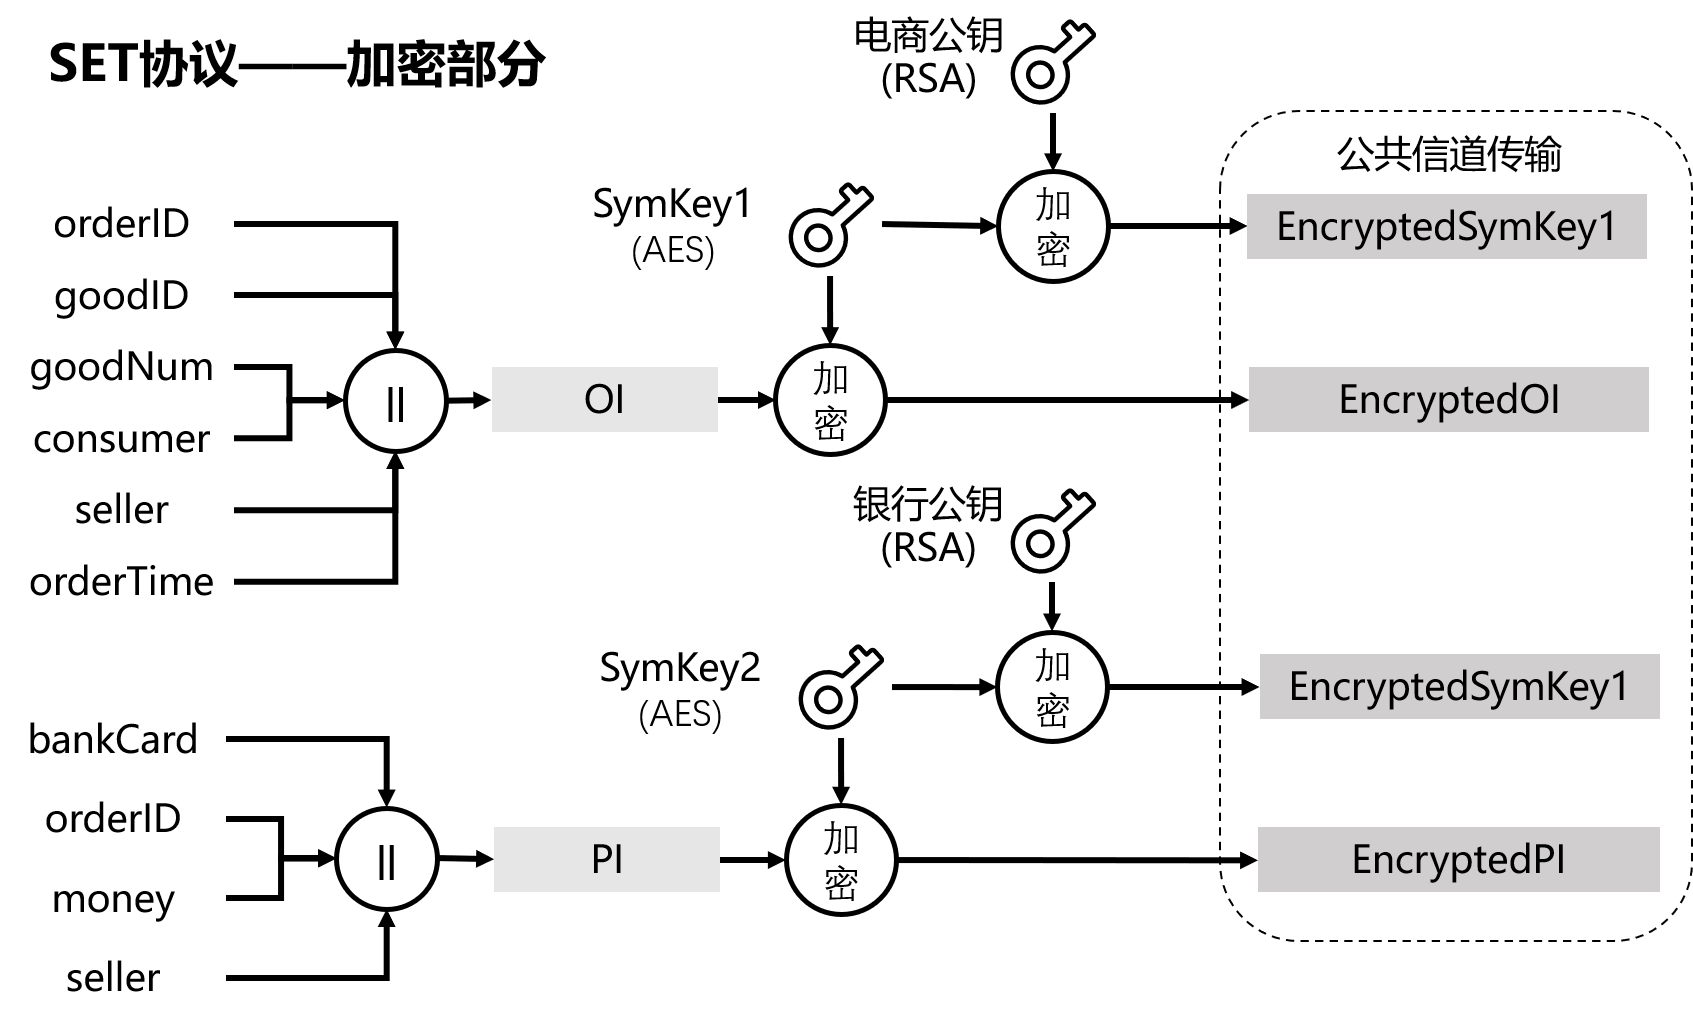 SET协议——加密部分
电商公钥
(RSA)
公共信道传输
SymKey1
(AES)
加
密
EncryptedSymKey1
orderID
goodID
goodNum
consumer
seller
orderTime
||
OI
加
密
EncryptedOI
银行公钥
(RSA)
SymKey2
(AES)
加
密
EncryptedSymKey1
bankCard
orderID
money
seller
||
PI
加
密
EncryptedPI